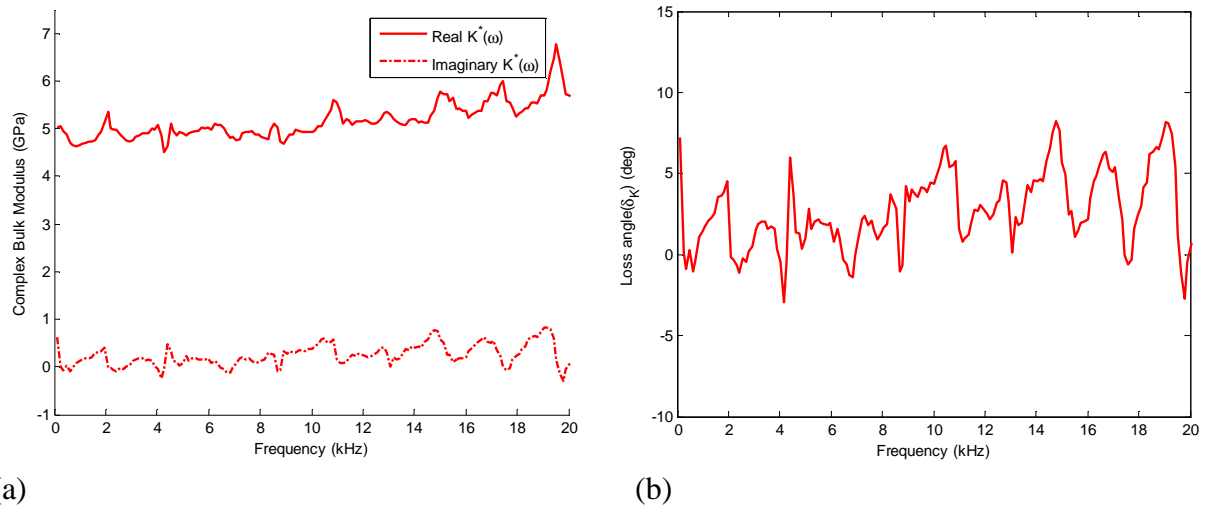 Real K*(ω)
Imaginary K*(ω)
7
6
5
4
3
2
1
0
-1
Complex Bulk Modulus (GPa)
0 2 4 6 8 10 12 14 16 18 20
Frequency (kHz)
(a)
15
10
5
0
-5
-10
Loss angle(δK) (deg)
0 2 4 6 8 10 12 14 16 18 20
Frequency (kHz)
(b)